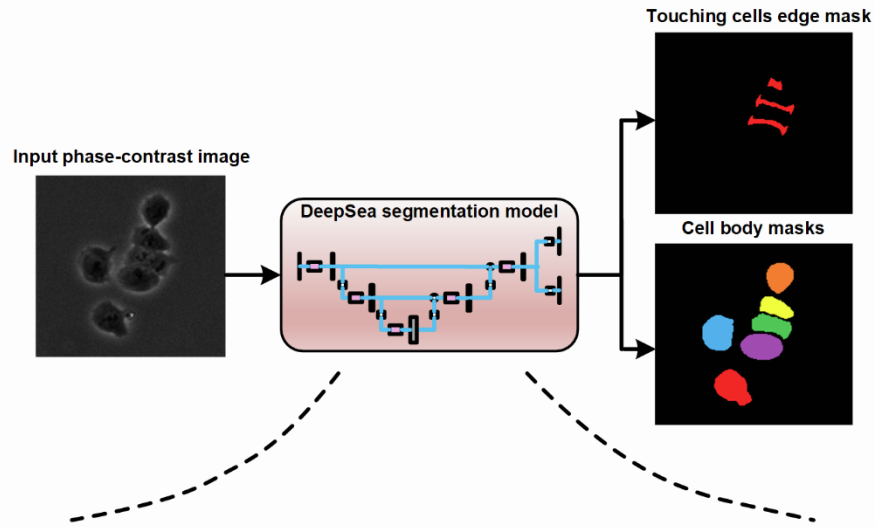 Touching cells edge mask
Input phase-contrast image
DeepSea segmentation model
Cell body masks